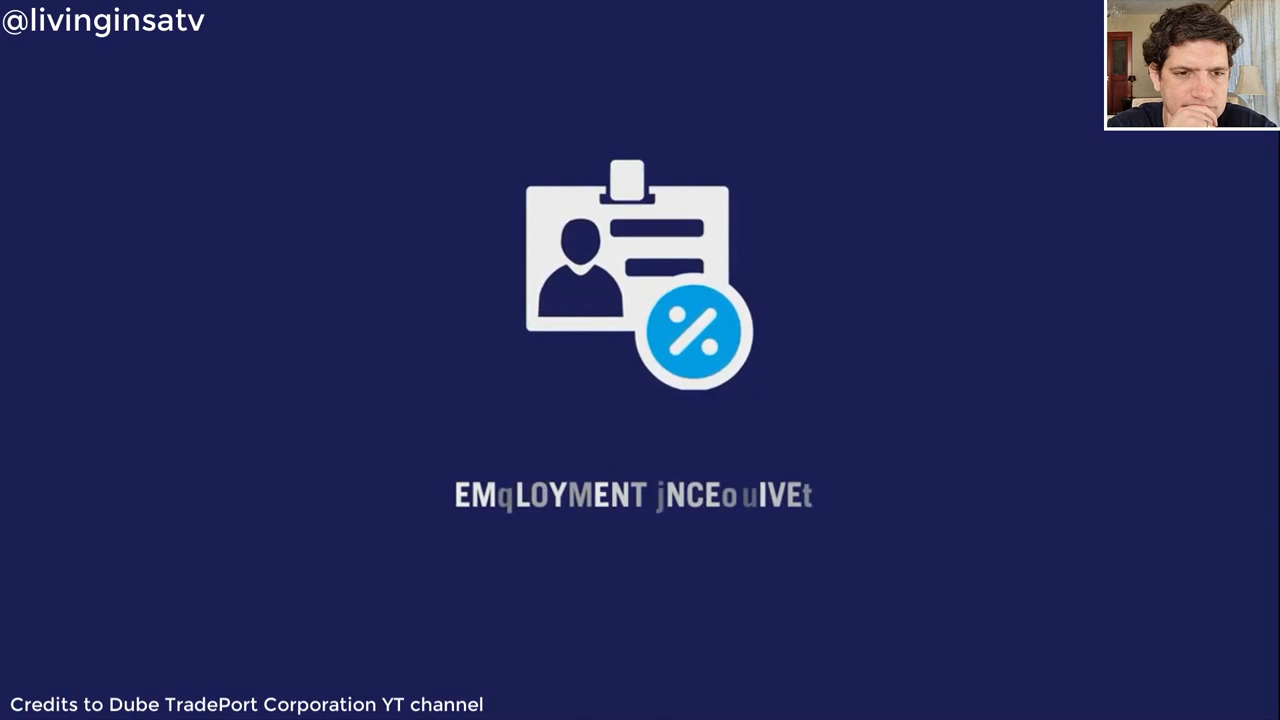 @livinginsatv
EMqLOYMENT jNCEouIVEt
Credits to Dube TradePort Corporation YT channel